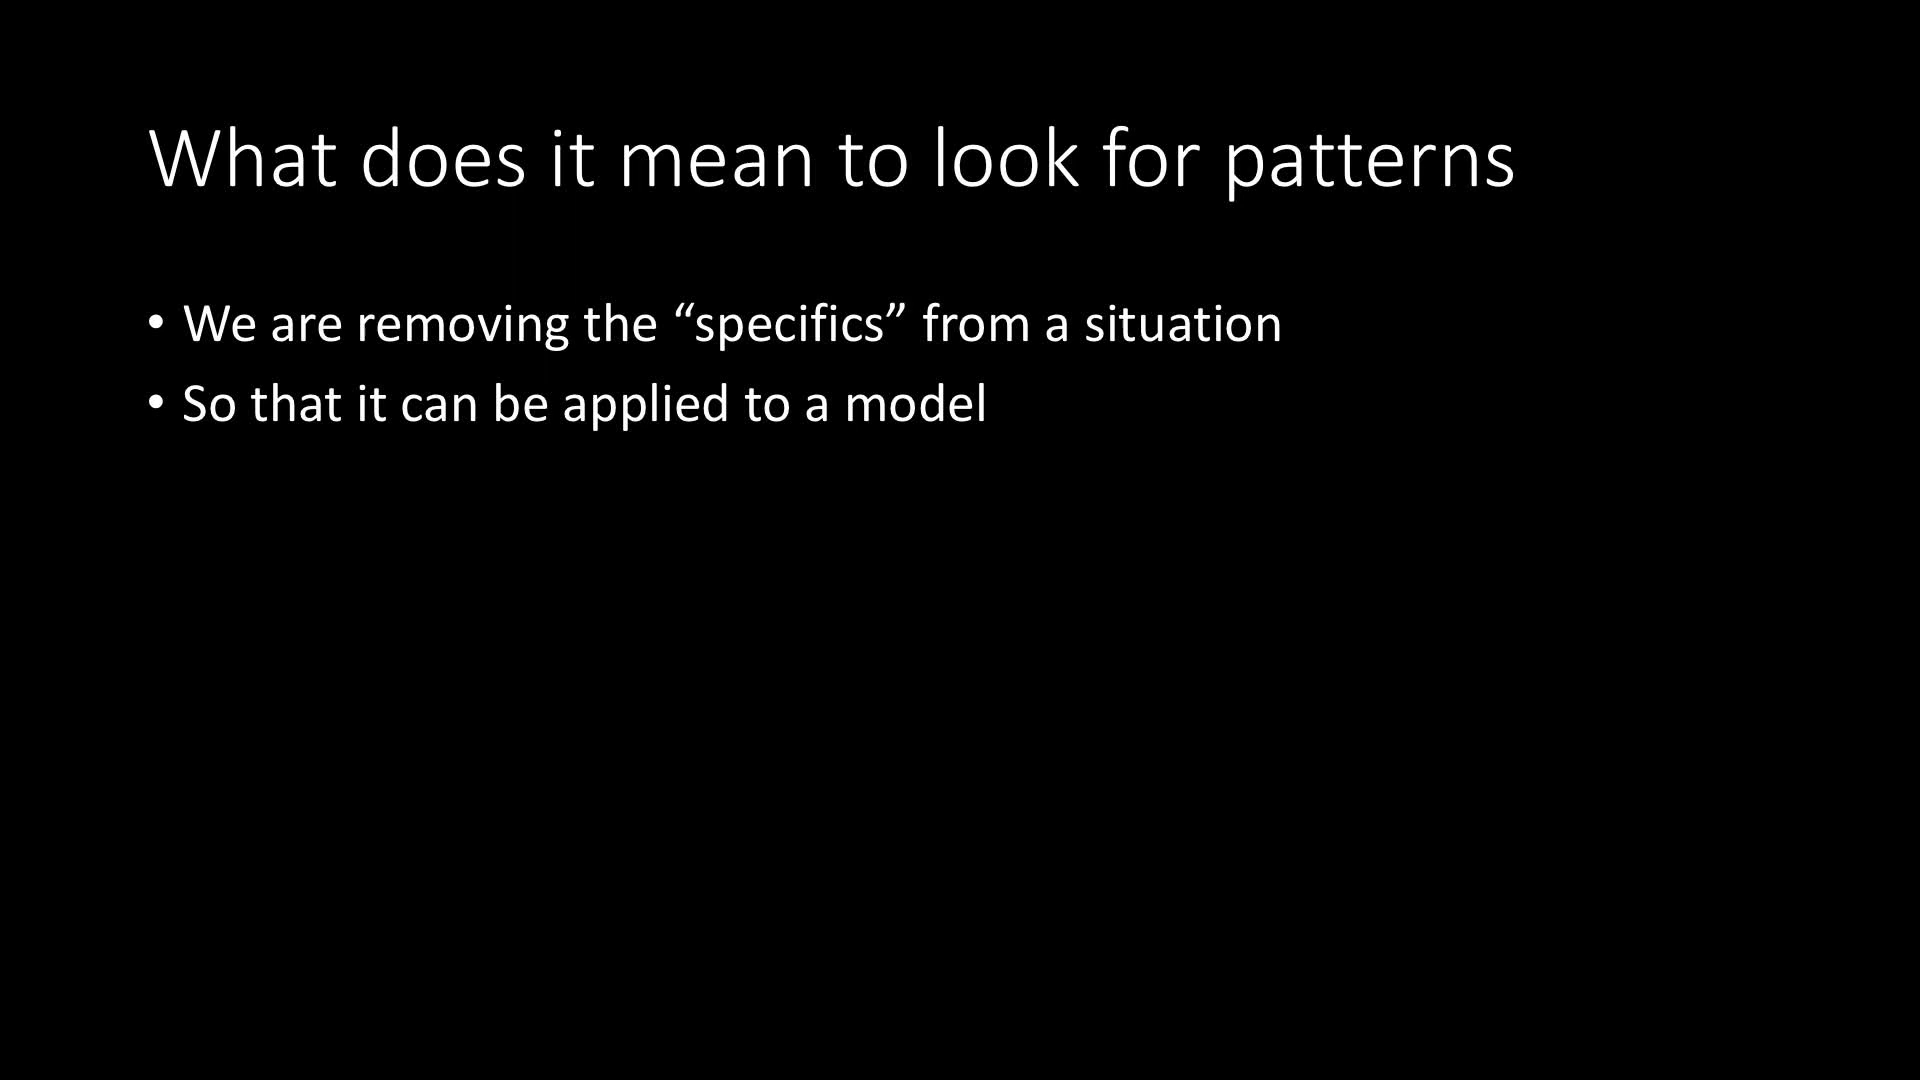 What does it mean to look for patterns
• We are removing the “specifics” from a situation
• So that it can be applied to a model